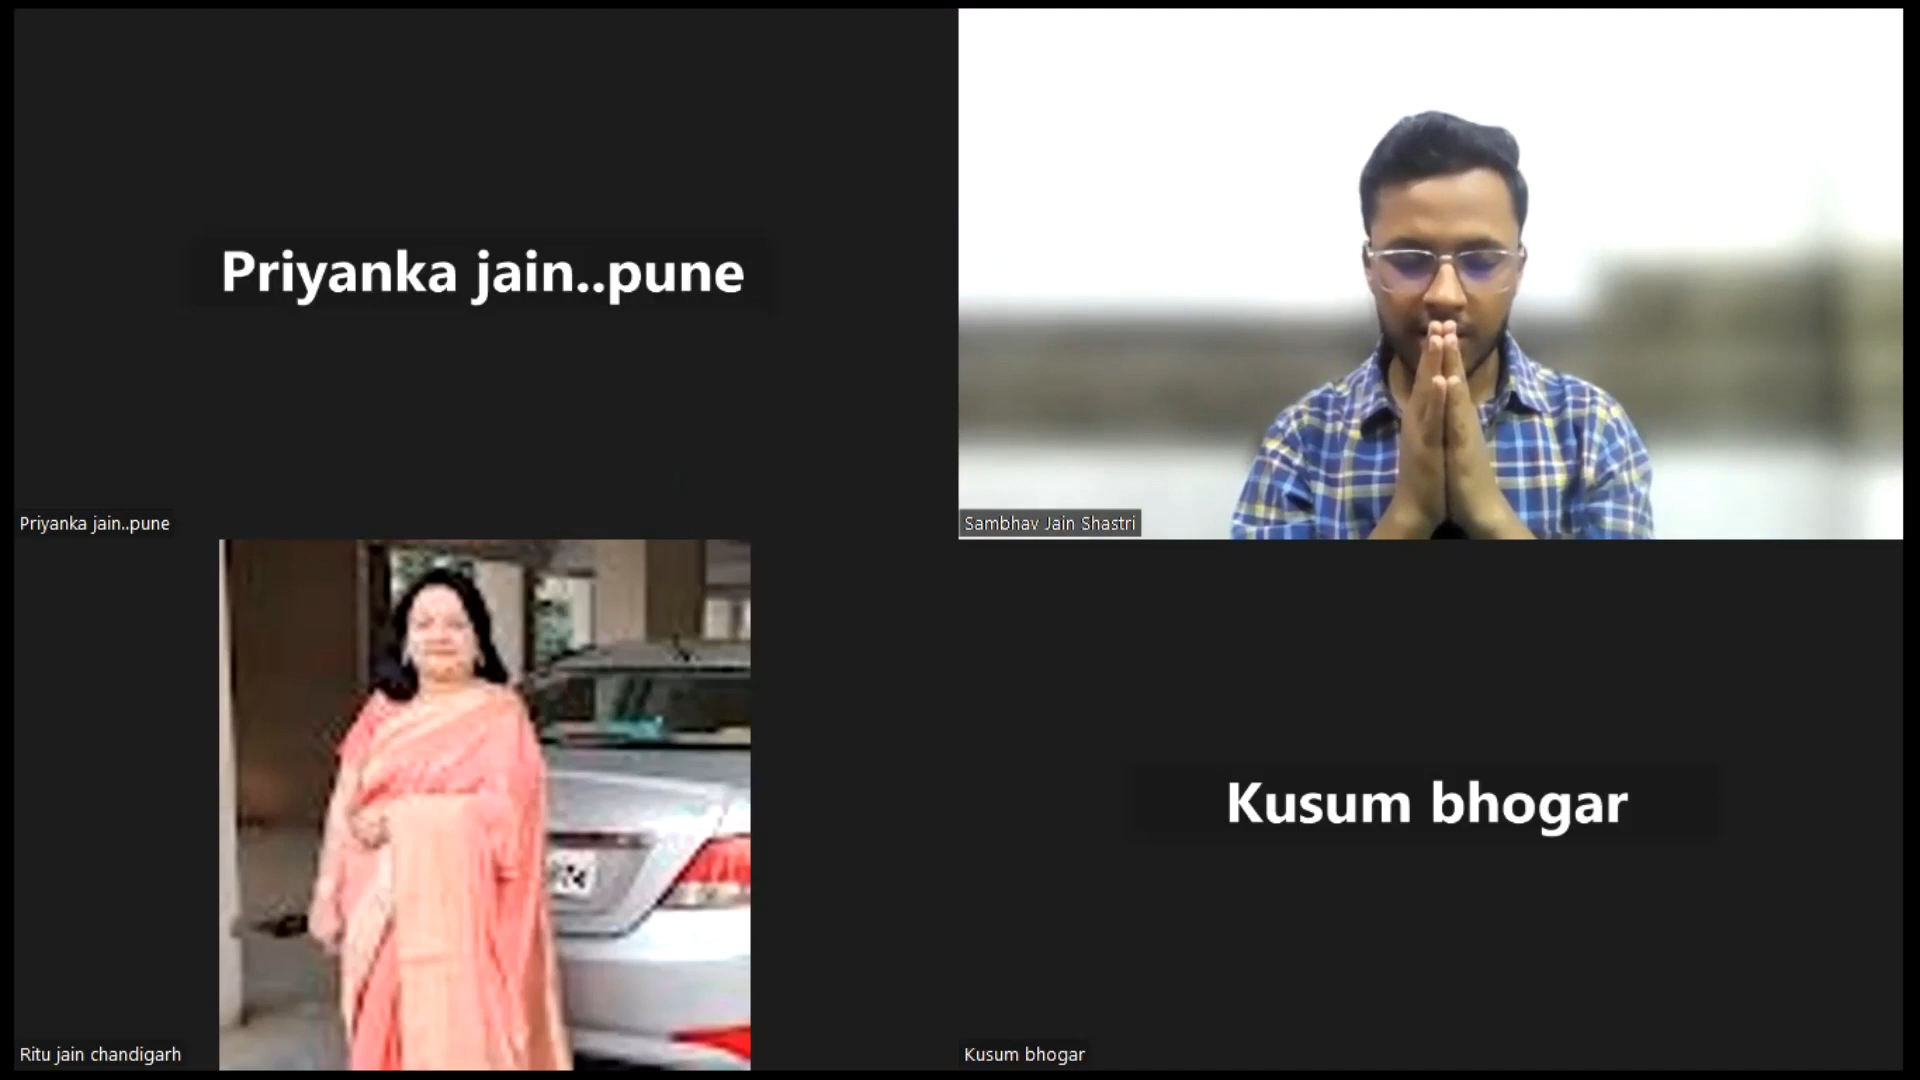 Priyanka jain..pune
Priyanka jain..pune
Sambhav Jain Shastri
Ritu jain chandigarh
Kusum bhogar
Kusum bhogar